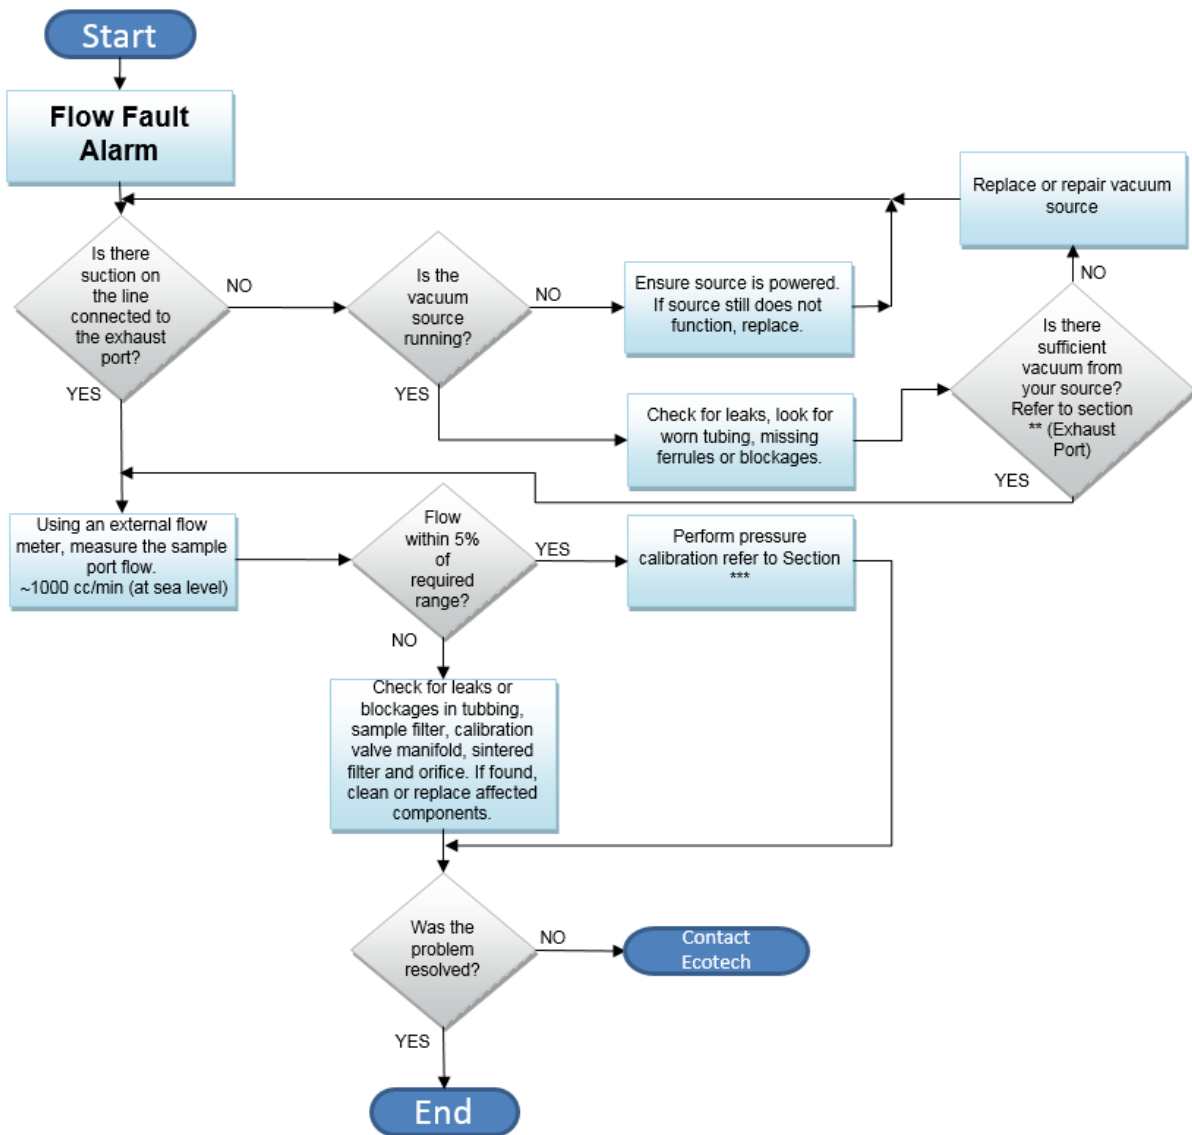 Start
Flow Fault
Alarm
Replace or repair vacuum
source
Is there
suction on
the line
connected to
the exhaust
port?
NO
YES
Is the
vacuum
source
running?
NO
YES
Ensure source is powered.
If source still does not
function, replace.
NO
Is there
sufficient
vacuum from
your source?
Refer to section
** (Exhaust
Port)
YES
Check for leaks, look for
worn tubing, missing
ferrules or blockages.
Using an external flow
meter, measure the sample
port flow.
~1000 cc/min (at sea level)
Flow
within 5%
of
required
range?
YES
NO
Perform pressure
calibration refer to Section
***
Check for leaks or
blockages in tubbing,
sample filter, calibration
valve manifold, sintered
filter and orifice. If found,
clean or replace affected
components.
Was the
problem
resolved?
NO
YES
Contact
Ecotech
End